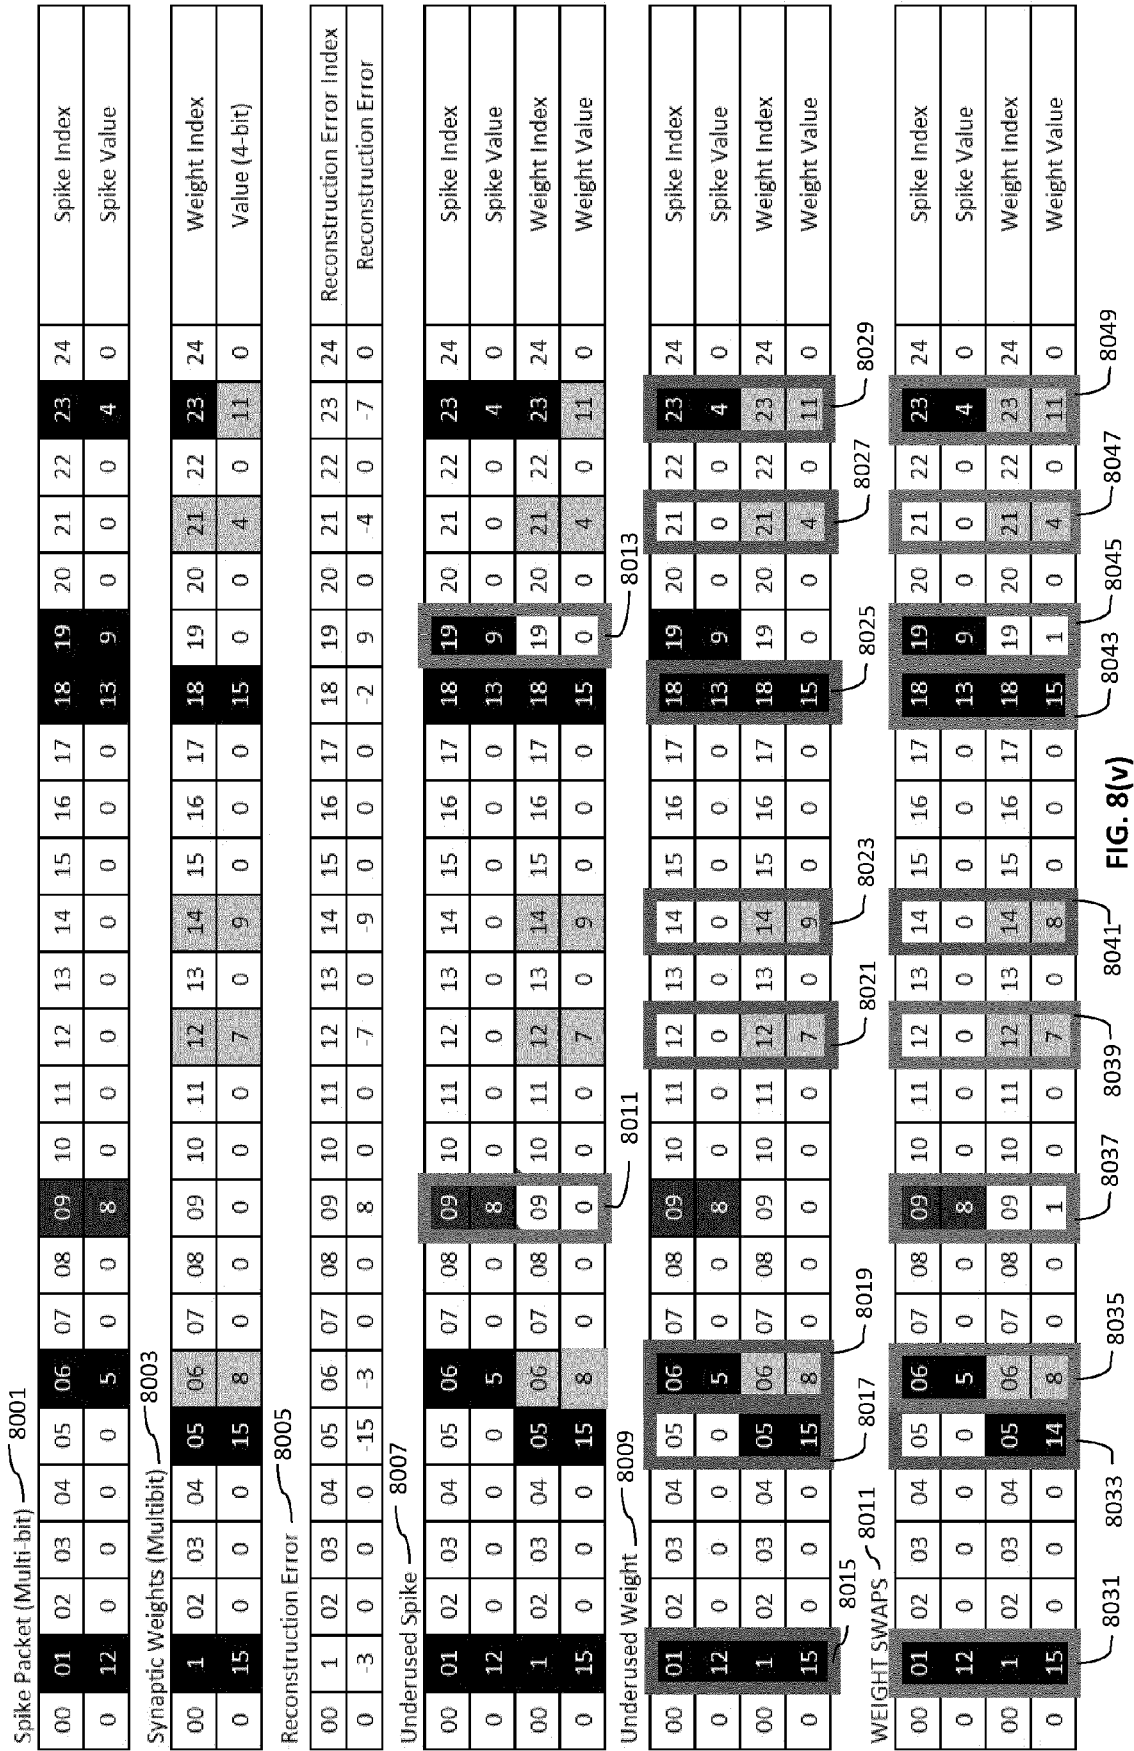 Spike Packet (Multi-bit) 8001
00 01 02 03 04 05 06 07 08 09 10 11 12 13 14 15 16 17 18 19 20 21 22 23 24 Spike Index
0 12 0 0 0 0 5 0 0 8 0 0 0 0 0 0 0 0 13 9 0 0 0 4 0 Spike Value
Synaptic Weights (Multibit) 8003
00 1 02 03 04 05 06 07 08 09 10 11 12 13 14 15 16 17 18 19 20 21 22 23 24 Weight Index
0 15 0 0 0 15 8 0 0 0 0 0 7 0 9 0 0 0 15 0 0 4 0 11 0 Value (4-bit)
Reconstruction Error 8005
00 1 02 03 04 05 06 07 08 09 10 11 12 13 14 15 16 17 18 19 20 21 22 23 24 Reconstruction Error Index
0 -3 0 0 0 -15 -3 0 0 8 0 0 -7 0 -9 0 0 0 -2 9 0 -4 0 -7 0 Reconstruction Error
Underused Spike 8007
00 01 02 03 04 05 06 07 08 09 10 11 12 13 14 15 16 17 18 19 20 21 22 23 24 Spike Index
0 12 0 0 0 0 5 0 0 8 0 0 0 0 0 0 0 0 13 9 0 0 0 4 0 Spike Value
00 1 02 03 04 05 06 07 08 09 10 11 12 13 14 15 16 17 18 19 20 21 22 23 24 Weight Index
0 15 0 0 0 15 8 0 0 0 0 0 7 0 9 0 0 0 15 0 0 4 0 11 0 Weight Value
8011 8013
Underused Weight 8009
00 01 02 03 04 05 06 07 08 09 10 11 12 13 14 15 16 17 18 19 20 21 22 23 24 Spike Index
0 12 0 0 0 0 5 0 0 8 0 0 0 0 0 0 0 0 13 9 0 0 0 4 0 Spike Value
00 1 02 03 04 05 06 07 08 09 10 11 12 13 14 15 16 17 18 19 20 21 22 23 24 Weight Index
0 15 0 0 0 15 8 0 0 0 0 0 7 0 9 0 0 0 15 0 0 4 0 11 0 Weight Value
8015 8017 8019 8021 8023 8025 8027 8029
WEIGHT SWAPS 8011
00 01 02 03 04 05 06 07 08 09 10 11 12 13 14 15 16 17 18 19 20 21 22 23 24 Spike Index
0 12 0 0 0 0 5 0 0 8 0 0 0 0 0 0 0 0 13 9 0 0 0 4 0 Spike Value
00 1 02 03 04 05 06 07 08 09 10 11 12 13 14 15 16 17 18 19 20 21 22 23 24 Weight Index
0 15 0 0 0 14 8 0 0 1 0 0 7 0 8 0 0 0 15 1 0 4 0 11 0 Weight Value
8031 8033 8035 8037 8039 8041 8043 8045 8047 8049
FIG. 8(v)